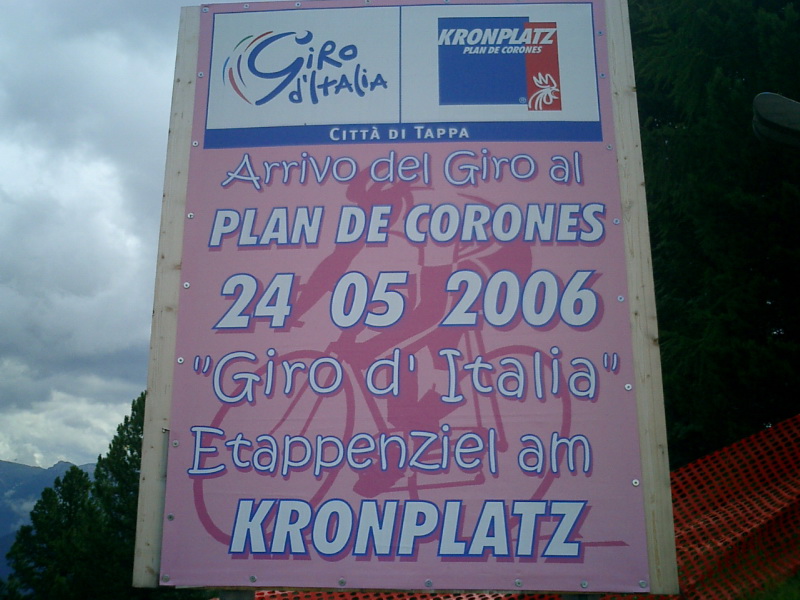 Giro
d'Italia
KRONPLATZ
PLAN DE CORONES
CITTÀ DI TAPPA
Arrivo del Giro al
PLAN DE CORONES
24 05 2006
"Giro d' Italia"
Etappenziel am
KRONPLATZ